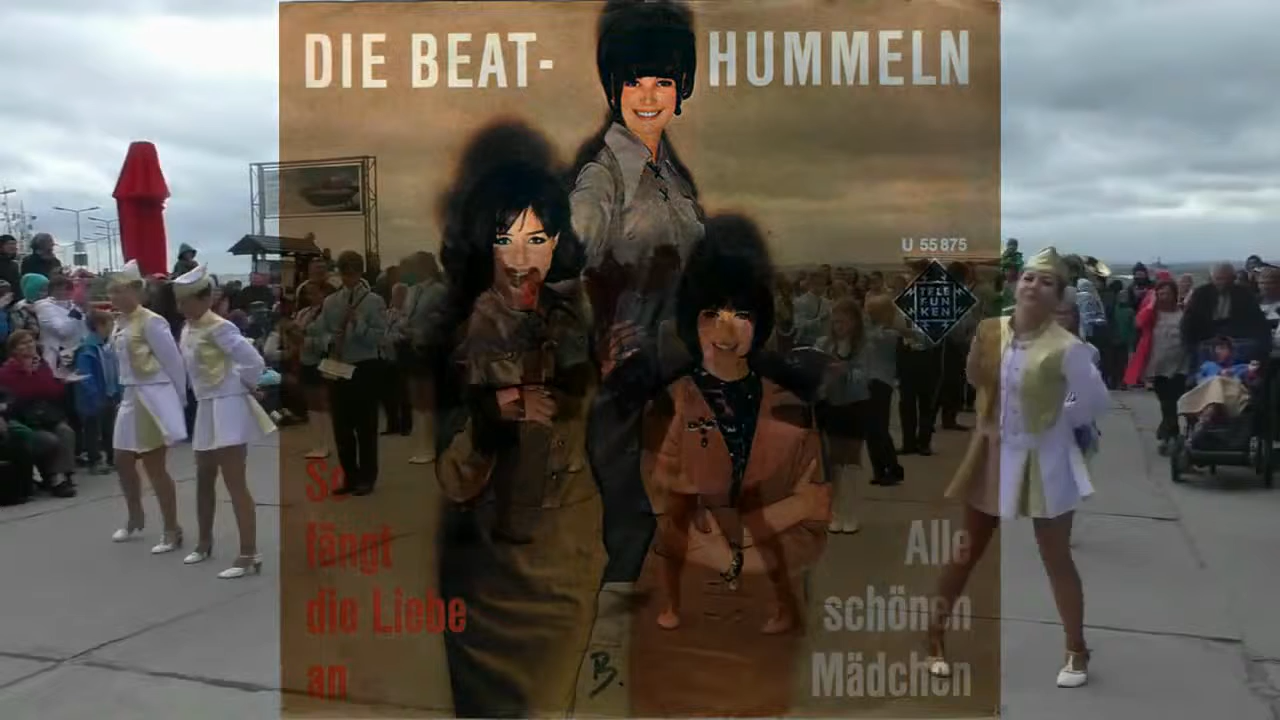 DIE BEAT-HUMMELN
U 55 875
TELE
FUN
KEN
So
fängt
die Liebe
an
Alle
schönen
Mädchen
B.